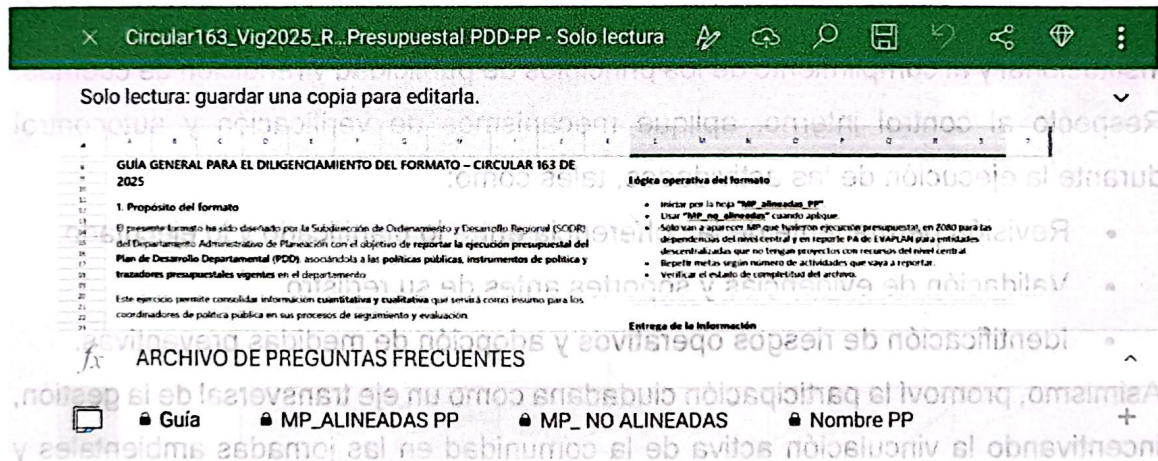 Circular163_Vig2025_R...Presupuestal PDD-PP - Solo lectura
Solo lectura: guardar una copia para editarla.
GUÍA GENERAL PARA EL DILIGENCIAMIENTO DEL FORMATO – CIRCULAR 163 DE
2025
1. Propósito del formato
El presente formato ha sido diseñado por la Subdirección de Ordenamiento y Desarrollo Regional (SODR)
del Departamento Administrativo de Planeación con el objetivo de reportar la ejecución presupuestal del
Plan de Desarrollo Departamental (PDD), asociándola a las políticas públicas, instrumentos de política y
trazadores presupuestales vigentes en el departamento
Este ejercicio permite consolidar información cuantitativa y cualitativa que servirá como insumo para los
coordinadores de política pública en sus procesos de seguimiento y evaluación.
Lógica operativa del formato
• Iniciar por la hoja "MP_alineadas_PP"
• Usar "MP_no_alineadas" cuando aplique.
• Sólo van a aparecer MP que tuvieron ejecución presupuestal, en 2080 para las
dependencias del nivel central y en reporte PA de EVAPLAN para entidades
descentralizadas que no tengan proyectos con recursos del nivel central
• Repetir metas según número de actividades que vaya a reportar.
• Verificar el estado de completitud del archivo.
Entrega de la Información
fx ARCHIVO DE PREGUNTAS FRECUENTES
Guía MP_ALINEADAS PP MP_ NO ALINEADAS Nombre PP